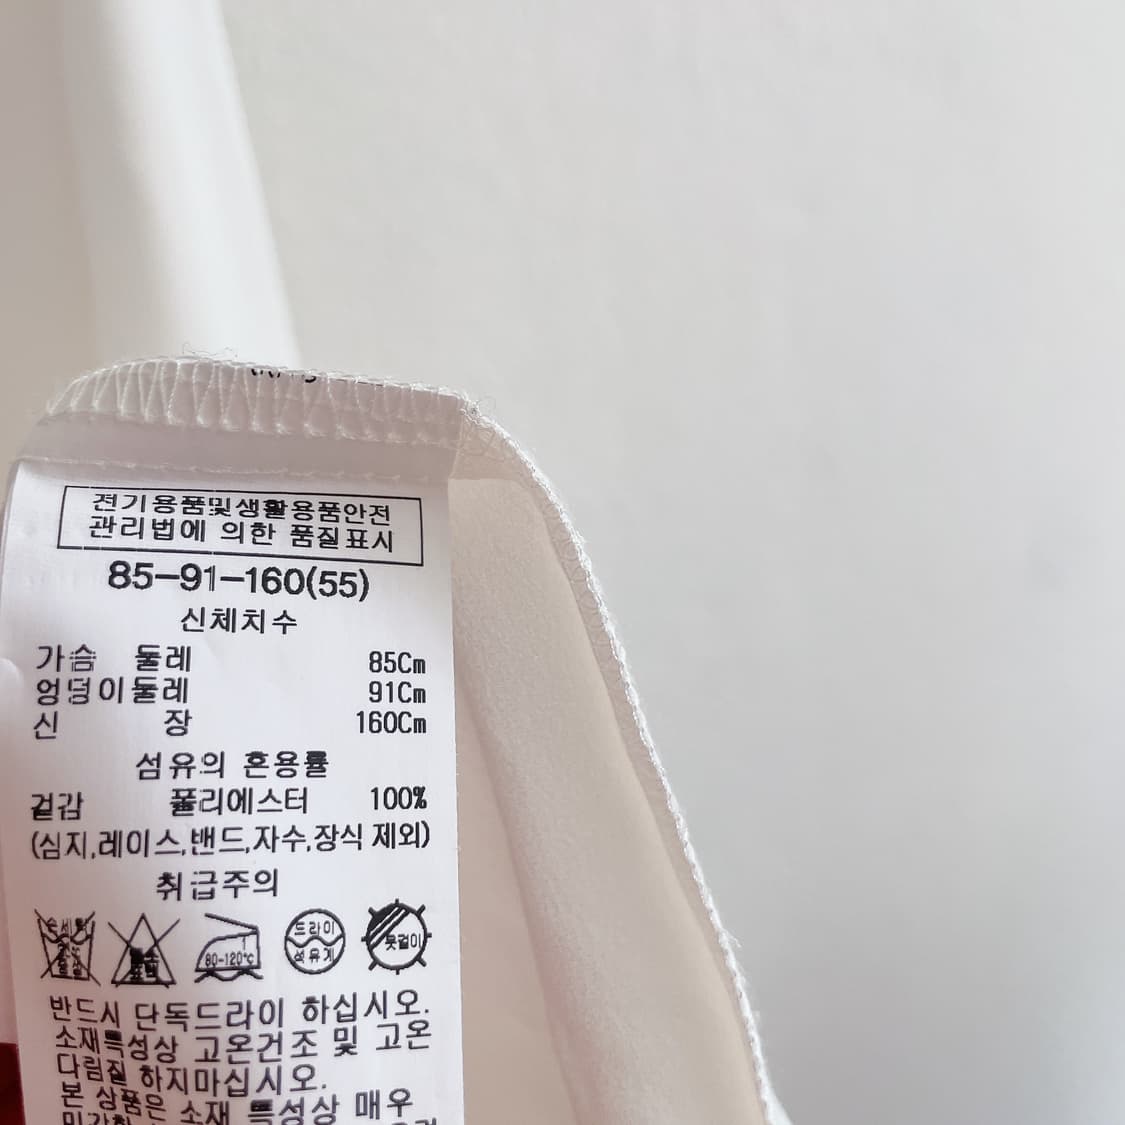 전기용품및생활용품안전
관리법에 의한 품질표시
85-91-160(55)
신체치수
가슴 둘레 85Cm
엉덩이둘레 91Cm
신 장 160Cm
섬유의 혼용률
겉감 폴리에스터 100%
(심지,레이스,밴드,자수,장식 제외)
취급주의
손세탁
80-120℃
드라이
석유계
옷걸이
반드시 단독드라이 하십시오.
소재특성상 고온건조 및 고온
다림질 하지마십시오.
본 상품은 소재 특성상 매우